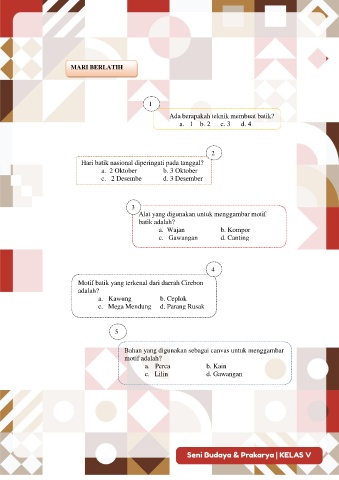 MARI BERLATIH
1
Ada berapakah teknik membuat batik?
a. 1 b. 2 c. 3 d. 4
2
Hari batik nasional diperingati pada tanggal?
a. 2 Oktober b. 3 Oktober
c. 2 Desembe d. 3 Desember
3
Alat yang digunakan untuk menggambar motif
batik adalah?
a. Wajan b. Kompor
c. Gawangan d. Canting
4
Motif batik yang terkenal dari daerah Cirebon
adalah?
a. Kawung b. Ceplok
c. Mega Mendung d. Parang Rusak
5
Bahan yang digunakan sebagai canvas untuk menggambar
motif adalah?
a. Perca b. Kain
c. Lilin d. Gawangan
Seni Budaya & Prakarya | KELAS V